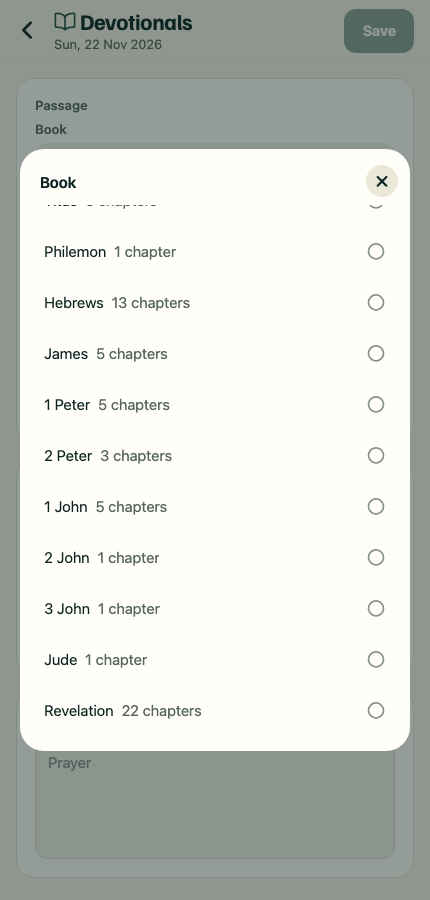 Devotionals
Sun, 22 Nov 2026
Save
Passage
Book
Book
Philemon 1 chapter
Hebrews 13 chapters
James 5 chapters
1 Peter 5 chapters
2 Peter 3 chapters
1 John 5 chapters
2 John 1 chapter
3 John 1 chapter
Jude 1 chapter
Revelation 22 chapters
Prayer